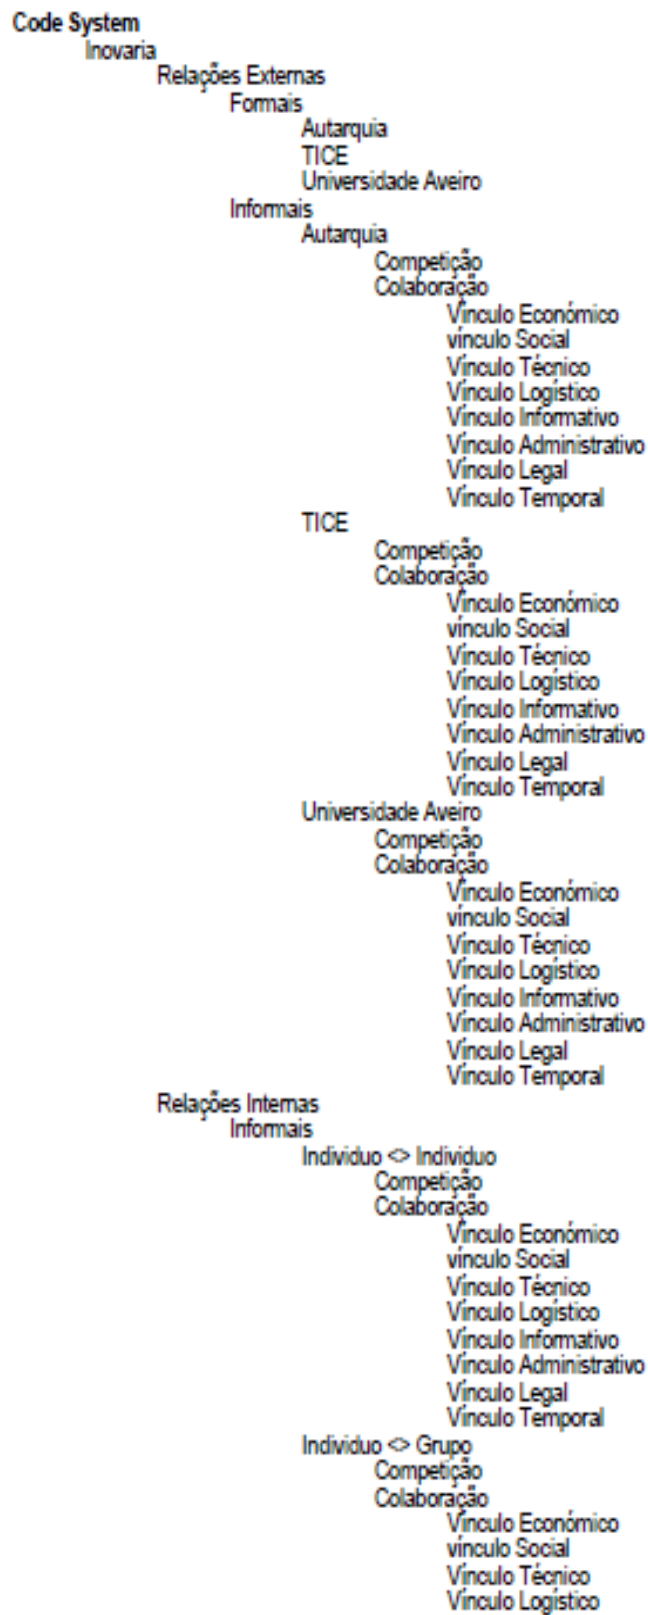 Code System
Inovaria
Relações Externas
Formais
Autarquia
TICE
Universidade Aveiro
Informais
Autarquia
Competição
Colaboração
Vínculo Económico
vínculo Social
Vínculo Técnico
Vínculo Logístico
Vínculo Informativo
Vínculo Administrativo
Vínculo Legal
Vínculo Temporal
TICE
Competição
Colaboração
Vínculo Económico
vínculo Social
Vínculo Técnico
Vínculo Logístico
Vínculo Informativo
Vínculo Administrativo
Vínculo Legal
Vínculo Temporal
Universidade Aveiro
Competição
Colaboração
Vínculo Económico
vínculo Social
Vínculo Técnico
Vínculo Logístico
Vínculo Informativo
Vínculo Administrativo
Vínculo Legal
Vínculo Temporal
Relações Internas
Informais
Individuo <> Individuo
Competição
Colaboração
Vínculo Económico
vínculo Social
Vínculo Técnico
Vínculo Logístico
Vínculo Informativo
Vínculo Administrativo
Vínculo Legal
Vínculo Temporal
Individuo <> Grupo
Competição
Colaboração
Vínculo Económico
vínculo Social
Vínculo Técnico
Vínculo Logístico